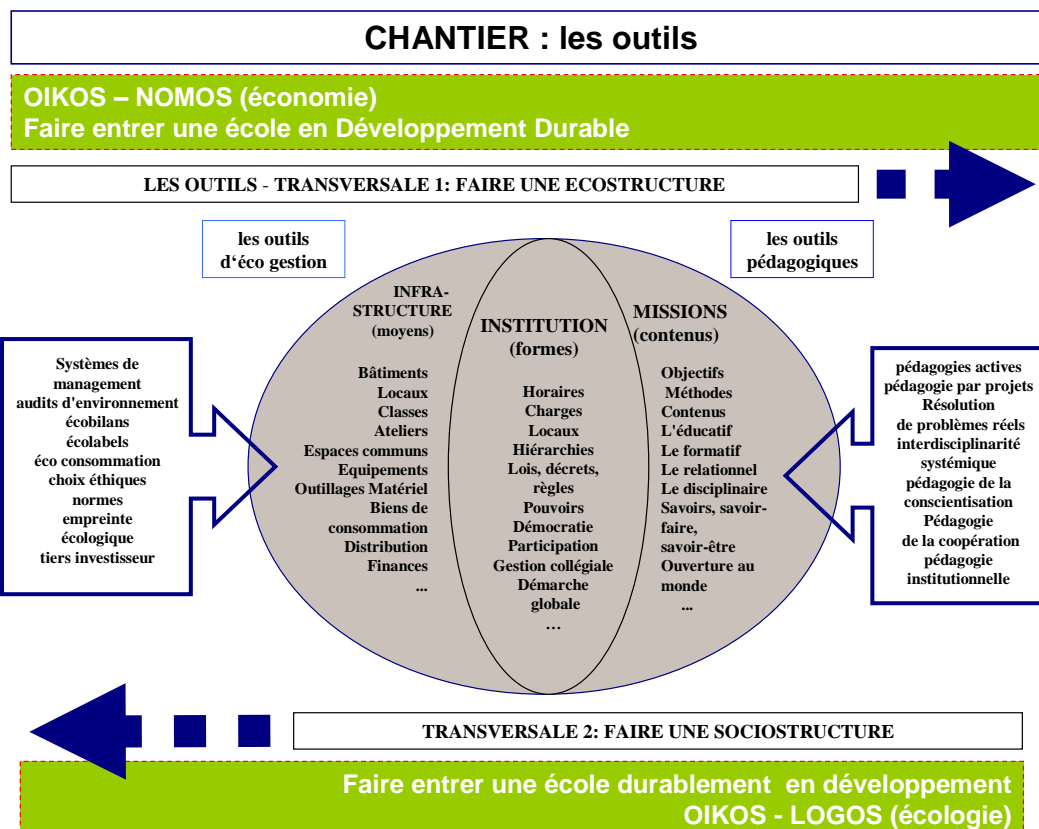 CHANTIER : les outils
OIKOS – NOMOS (économie)
Faire entrer une école en Développement Durable
LES OUTILS - TRANSVERSALE 1: FAIRE UNE ECOSTRUCTURE
les outils
d'éco gestion
les outils
pédagogiques
Systèmes de
management
audits d'environnement
écobilans
écolabels
éco consommation
choix éthiques
normes
empreinte
écologique
tiers investisseur
INFRA-
STRUCTURE
(moyens)
Bâtiments
Locaux
Classes
Ateliers
Espaces communs
Equipements
Outillages Matériel
Biens de
consommation
Distribution
Finances
...
INSTITUTION
(formes)
Horaires
Charges
Locaux
Hiérarchies
Lois, décrets,
règles
Pouvoirs
Démocratie
Participation
Gestion collégiale
Démarche
globale
…
MISSIONS
(contenus)
Objectifs
Méthodes
Contenus
L'éducatif
Le formatif
Le relationnel
Le disciplinaire
Savoirs, savoir-
faire,
savoir-être
Ouverture au
monde
...
pédagogies actives
pédagogie par projets
Résolution
de problèmes réels
interdisciplinarité
systémique
pédagogie de la
conscientisation
Pédagogie
de la coopération
pédagogie
institutionnelle
TRANSVERSALE 2: FAIRE UNE SOCIOSTRUCTURE
Faire entrer une école durablement en développement
OIKOS - LOGOS (écologie)